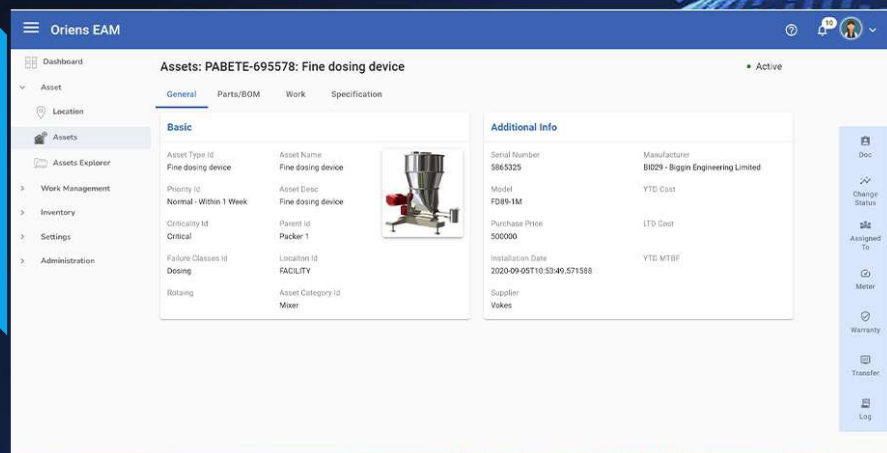 Oriens EAM
10
Dashboard
Asset
Location
Assets
Assets Explorer
Work Management
Inventory
Settings
Administration
Assets: PABETE-695578: Fine dosing device
Active
General Parts/BOM Work Specification
Basic
Asset Type Id Asset Name
Fine dosing device Fine dosing device
Priority Id Asset Desc
Normal - Within 1 Week Fine dosing device
Criticality Id Parent Id
Critical Packer 1
Failure Classes Id Locaiton Id
Dosing FACILITY
Rotaing Asset Category Id
Mixer
Additional Info
Serial Number Manufacturer
5865325 BI029 - Biggin Engineering Limited
Model YTD Cost
FD89-1M
Purchase Price LTD Cost
500000
Installation Date YTD MTBF
2020-09-05T10:53:49.571588
Supplier
Vokes
Doc
Change
Status
Assigned
To
Meter
Warranty
Transfer
Log